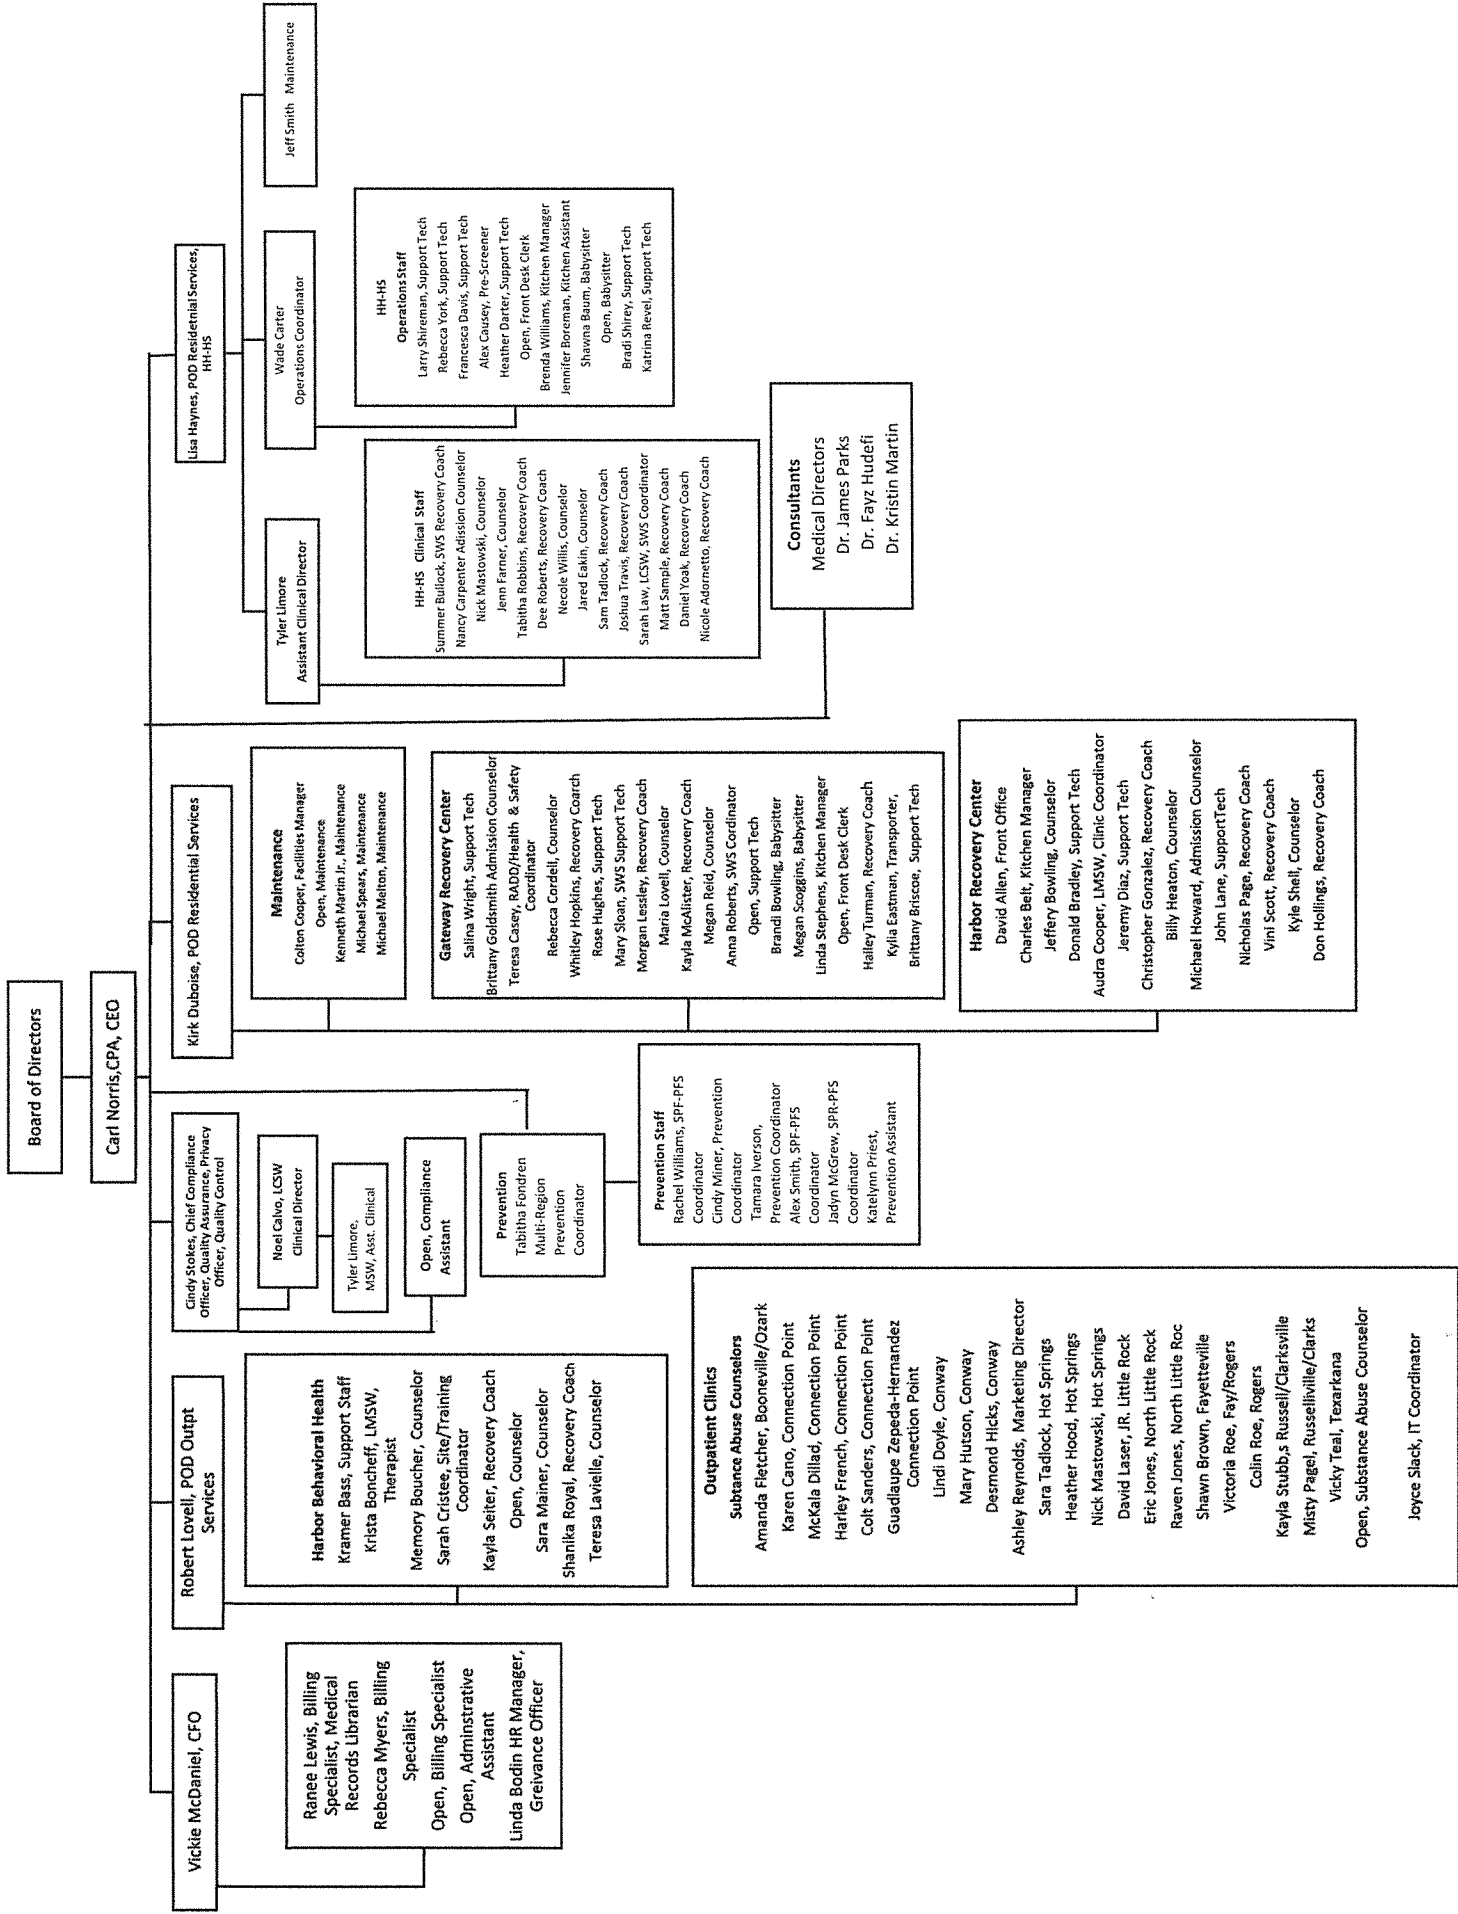 Board of Directors
Carl Norris,CPA, CEO
Vickie McDaniel, CFO
Ranee Lewis, Billing
Specialist, Medical
Records Librarian
Rebecca Myers, Billing
Specialist
Open, Billing Specialist
Open, Adminstrative
Assistant
Linda Bodin HR Manager,
Greivance Officer
Robert Lovell, POD Outpt
Services
Harbor Behavioral Health
Kramer Bass, Support Staff
Krista Boncheff, LMSW,
Therapist
Memory Boucher, Counselor
Sarah Cristee, Site/Training
Coordinator
Kayla Seiter, Recovery Coach
Open, Counselor
Sara Mainer, Counselor
Shanika Royal, Recovery Coach
Teresa Lavielle, Counselor
Outpatient Clinics
Subtance Abuse Counselors
Amanda Fletcher, Booneville/Ozark
Karen Cano, Connection Point
McKala Dillad, Connection Point
Harley French, Connection Point
Colt Sanders, Connection Point
Guadlaupe Zepeda-Hernandez
Connection Point
Lindi Doyle, Conway
Mary Hutson, Conway
Desmond Hicks, Conway
Ashley Reynolds, Marketing Director
Sara Tadlock, Hot Springs
Heather Hood, Hot Springs
Nick Mastowski, Hot Springs
David Laser, JR. Little Rock
Eric Jones, North Little Rock
Raven Jones, North Little Roc
Shawn Brown, Fayetteville
Victoria Roe, Fay/Rogers
Colin Roe, Rogers
Kayla Stubb,s Russell/Clarksville
Misty Pagel, Russelliville/Clarks
Vicky Teal, Texarkana
Open, Substance Abuse Counselor
Joyce Slack, IT Coordinator
Cindy Stokes, Chief Compliance
Officer, Quality Assurance, Privacy
Officer, Quality Control
Noel Calvo, LCSW
Clinical Director
Tyler Limore,
MSW, Asst. Clinical
Open, Compliance
Assistant
Prevention
Tabitha Fondren
Multi-Region
Prevention
Coordinator
Prevention Staff
Rachel Williams, SPF-PFS
Coordinator
Cindy Miner, Prevention
Coordinator
Tamara Iverson,
Prevention Coordinator
Alex Smith, SPF-PFS
Coordinator
Jadyn McGrew, SPR-PFS
Coordinator
Katelynn Priest,
Prevention Assistant
Kirk Duboise, POD Residential Services
Maintenance
Colton Cooper, Facilities Manager
Open, Maintenance
Kenneth Martin Jr., Maintenance
Michael Spears, Maintenance
Michael Melton, Maintenance
Gateway Recovery Center
Salina Wright, Support Tech
Brittany Goldsmith Admission Counselor
Teresa Casey, RADD/Health & Safety
Coordinator
Rebecca Cordell, Counselor
Whitley Hopkins, Recovery Coarch
Rose Hughes, Support Tech
Mary Sloan, SWS Support Tech
Morgan Lessley, Recovery Coach
Maria Lovell, Counselor
Kayla McAlister, Recovery Coach
Megan Reid, Counselor
Anna Roberts, SWS Cordinator
Open, Support Tech
Brandi Bowling, Babysitter
Megan Scoggins, Babysitter
Linda Stephens, Kitchen Manager
Open, Front Desk Clerk
Hailey Turman, Recovery Coach
Kylia Eastman, Transporter,
Brittany Briscoe, Support Tech
Harbor Recovery Center
David Allen, Front Office
Charles Belt, Kitchen Manager
Jeffery Bowling, Counselor
Donald Bradley, Support Tech
Audra Cooper, LMSW, Clinic Coordinator
Jeremy Diaz, Support Tech
Christopher Gonzalez, Recovery Coach
Billy Heaton, Counselor
Michael Howard, Admission Counselor
John Lane, SupportTech
Nicholas Page, Recovery Coach
Vini Scott, Recovery Coach
Kyle Shell, Counselor
Don Hollings, Recovery Coach
Lisa Haynes, POD Residetnial Services,
HH-HS
Tyler Limore
Assistant Clinical Director
HH-HS Clinical Staff
Summer Bullock, SWS Recovery Coach
Nancy Carpenter Adission Counselor
Nick Mastowski, Counselor
Jenn Farner, Counselor
Tabitha Robbins, Recovery Coach
Dee Roberts, Recovery Coach
Necole Willis, Counselor
Jared Eakin, Counselor
Sam Tadlock, Recovery Coach
Joshua Travis, Recovery Coach
Sarah Law, LCSW, SWS Coordinator
Matt Sample, Recovery Coach
Daniel Yoak, Recovery Coach
Nicole Adornetto, Recovery Coach
Consultants
Medical Directors
Dr. James Parks
Dr. Fayz Hudefi
Dr. Kristin Martin
Wade Carter
Operations Coordinator
HH-HS
Operations Staff
Larry Shireman, Support Tech
Rebecca York, Support Tech
Francesca Davis, Support Tech
Alex Causey, Pre-Screener
Heather Darter, Support Tech
Open, Front Desk Clerk
Brenda Williams, Kitchen Manager
Jennifer Boreman, Kitchen Assistant
Shawna Baum, Babysitter
Open, Babysitter
Bradi Shirey, Support Tech
Katrina Revel, Support Tech
Jeff Smith Maintenance